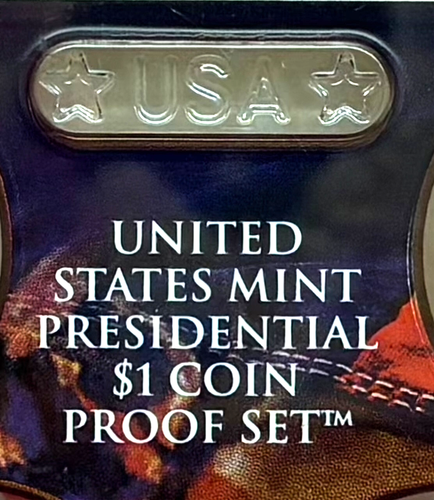 USA
UNITED
STATES MINT
PRESIDENTIAL
$1 COIN
PROOF SET™